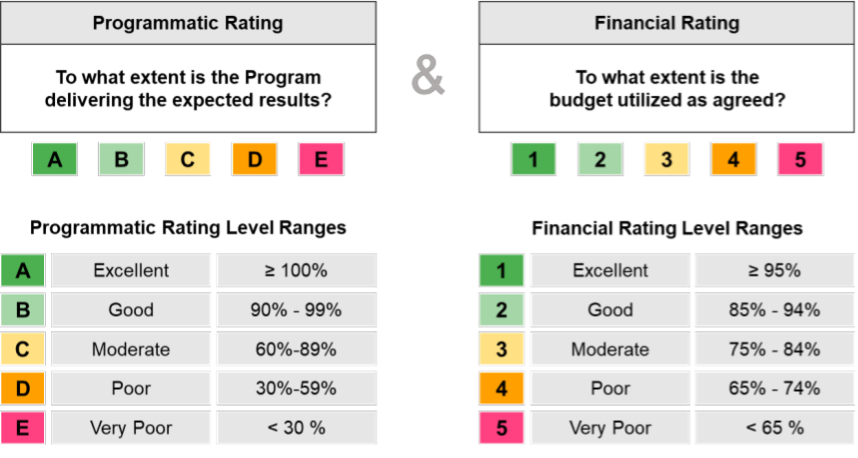 Programmatic Rating
To what extent is the Program
delivering the expected results?
A B C D E
&
Financial Rating
To what extent is the
budget utilized as agreed?
1 2 3 4 5
Programmatic Rating Level Ranges
A Excellent ≥ 100%
B Good 90% - 99%
C Moderate 60%-89%
D Poor 30%-59%
E Very Poor < 30 %
Financial Rating Level Ranges
1 Excellent ≥ 95%
2 Good 85% - 94%
3 Moderate 75% - 84%
4 Poor 65% - 74%
5 Very Poor < 65 %